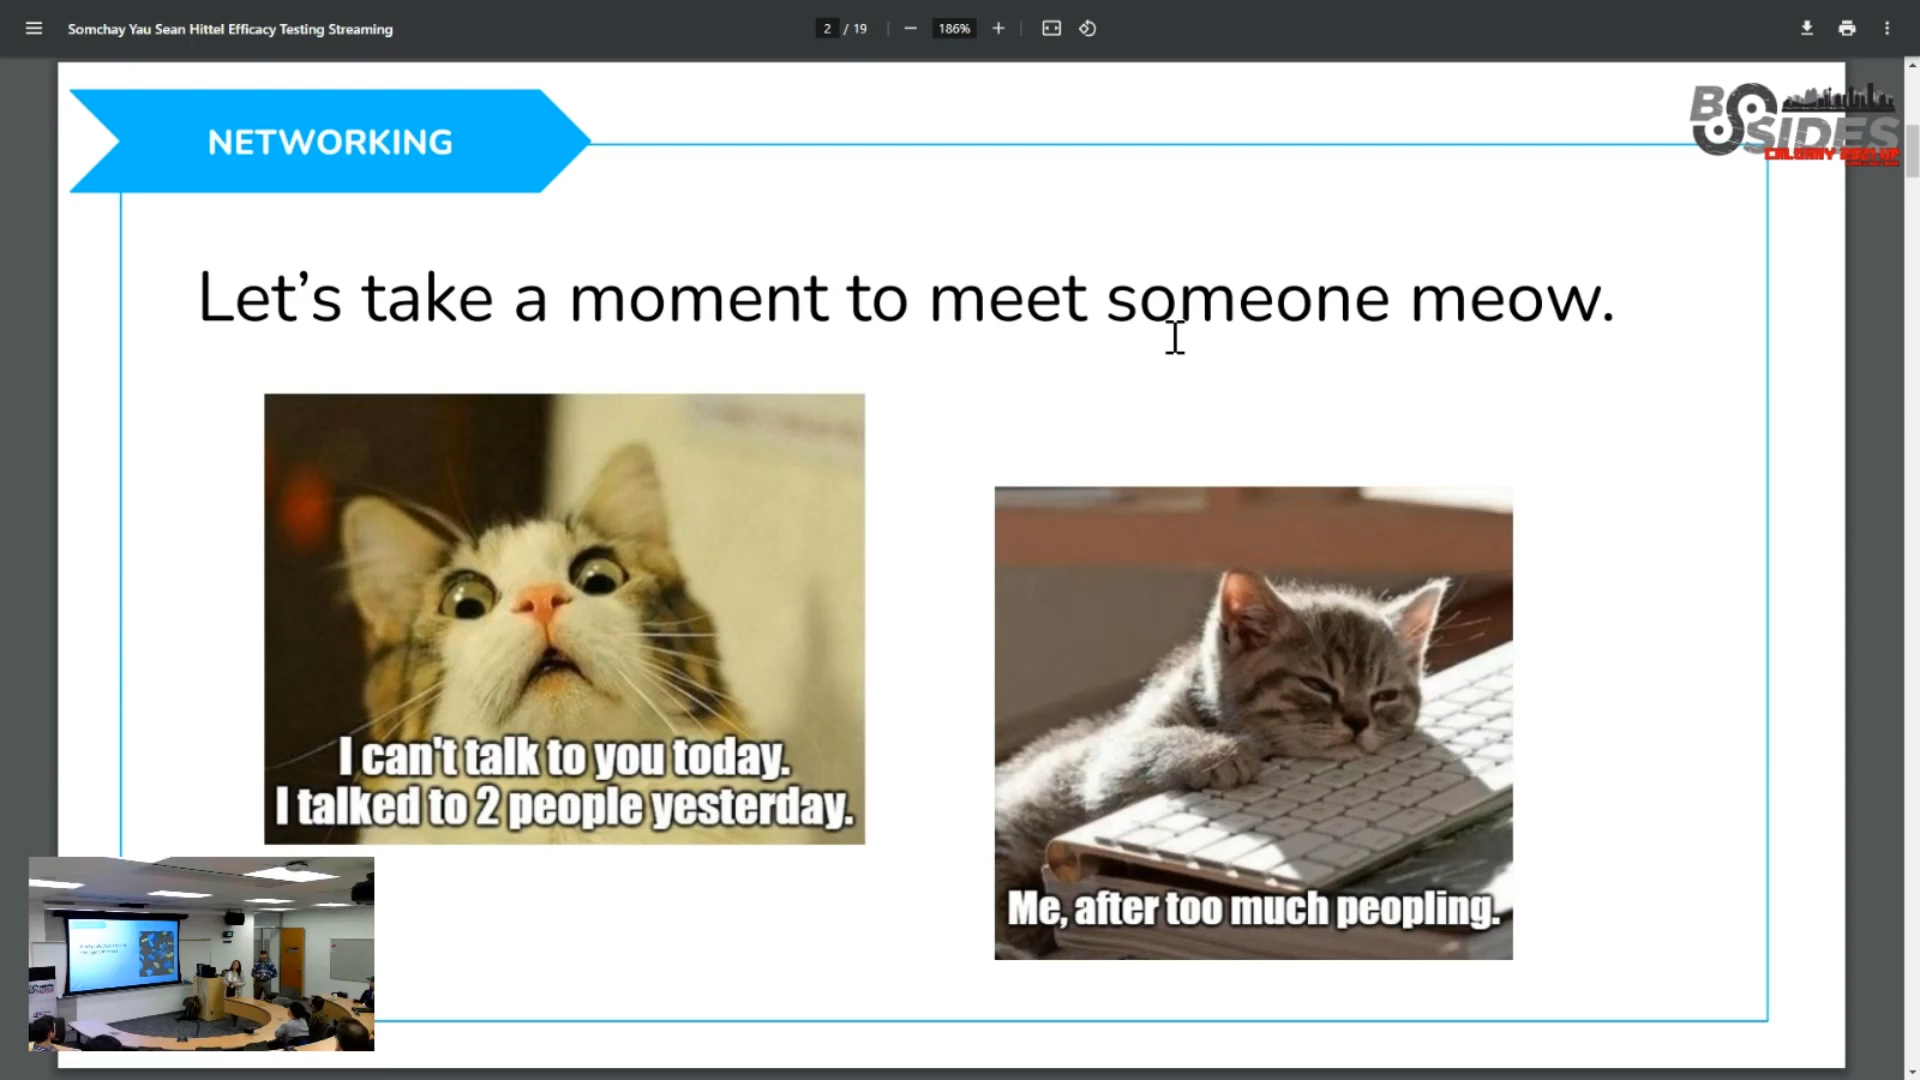 Somchay Yau Sean Hittel Efficacy Testing Streaming
2 / 19
186%
NETWORKING
BSIDES
Let's take a moment to meet someone meow.
I can't talk to you today.
I talked to 2 people yesterday.
Me, after too much peopling.